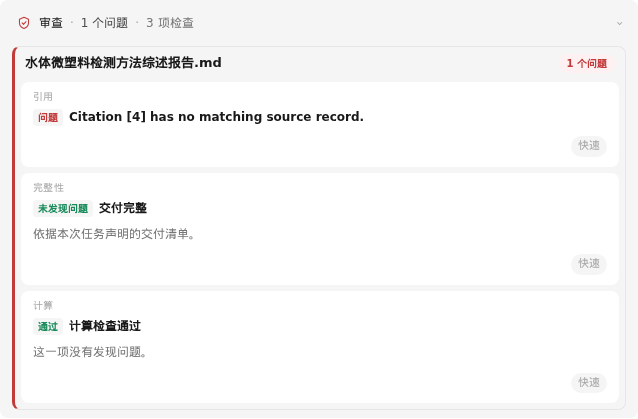 审查 · 1 个问题 · 3 项检查
水体微塑料检测方法综述报告.md
1 个问题
引用
问题 Citation [4] has no matching source record.
快速
完整性
未发现问题 交付完整
依据本次任务声明的交付清单。
快速
计算
通过 计算检查通过
这一项没有发现问题。
快速